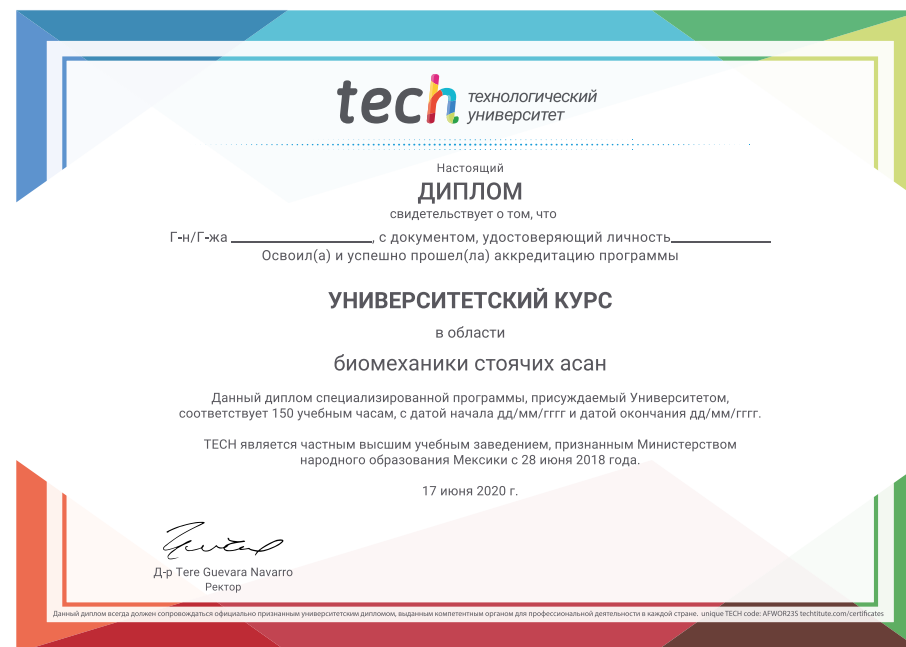 tech технологический
университет
Настоящий
ДИПЛОМ
свидетельствует о том, что
Г-н/Г-жа ____________________, с документом, удостоверяющий личность______________
Освоил(а) и успешно прошел(ла) аккредитацию программы
УНИВЕРСИТЕТСКИЙ КУРС
в области
биомеханики стоячих асан
Данный диплом специализированной программы, присуждаемый Университетом,
соответствует 150 учебным часам, с датой начала дд/мм/гггг и датой окончания дд/мм/гггг.
TECH является частным высшим учебным заведением, признанным Министерством
народного образования Мексики с 28 июня 2018 года.
17 июня 2020 г.
Д-р Tere Guevara Navarro
Ректор
Данный диплом всегда должен сопровождаться официально признанным университетским дипломом, выданным компетентным органом для профессиональной деятельности в каждой стране. unique TECH code: AFWOR23S techtitute.com/certificates